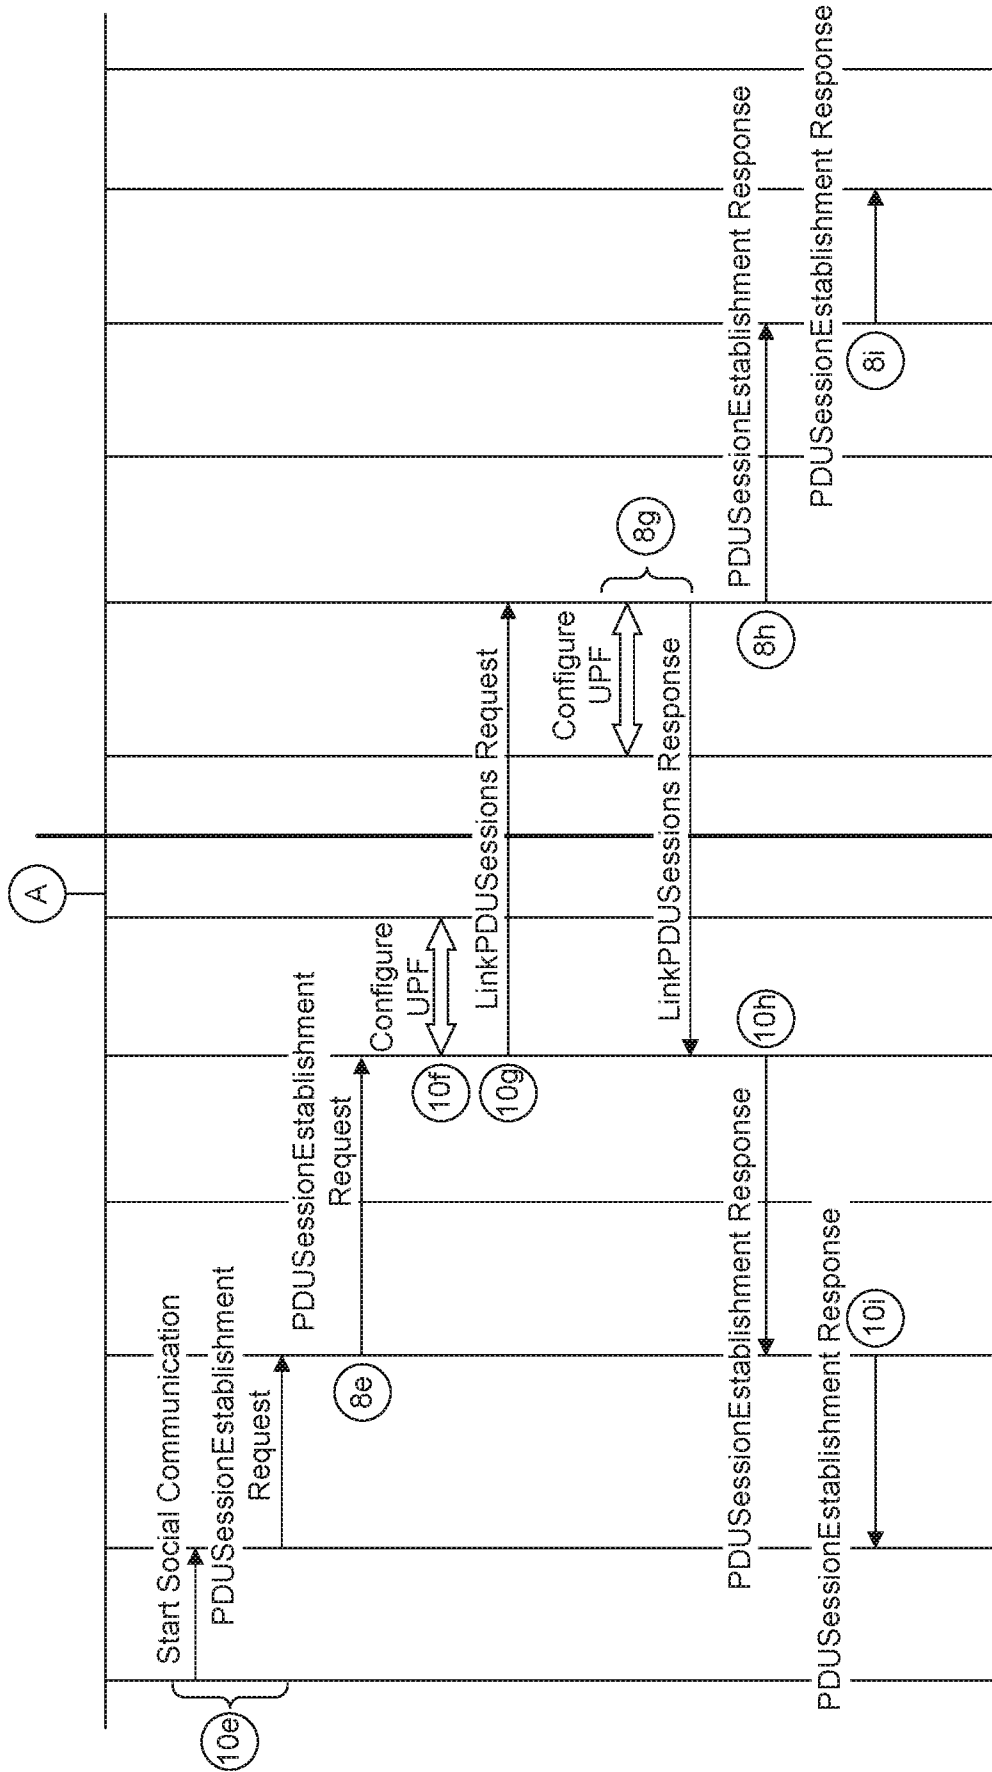 A
Start Social Communication
10e
PDUSessionEstablishment
Request
PDUSessionEstablishment
Request
8e
Configure
UPF
10f
LinkPDUSessions Request
10g
Configure
UPF
8g
LinkPDUSessions Response
PDUSessionEstablishment Response
10h
PDUSessionEstablishment Response
8h
PDUSessionEstablishment Response
10i
PDUSessionEstablishment Response
8i